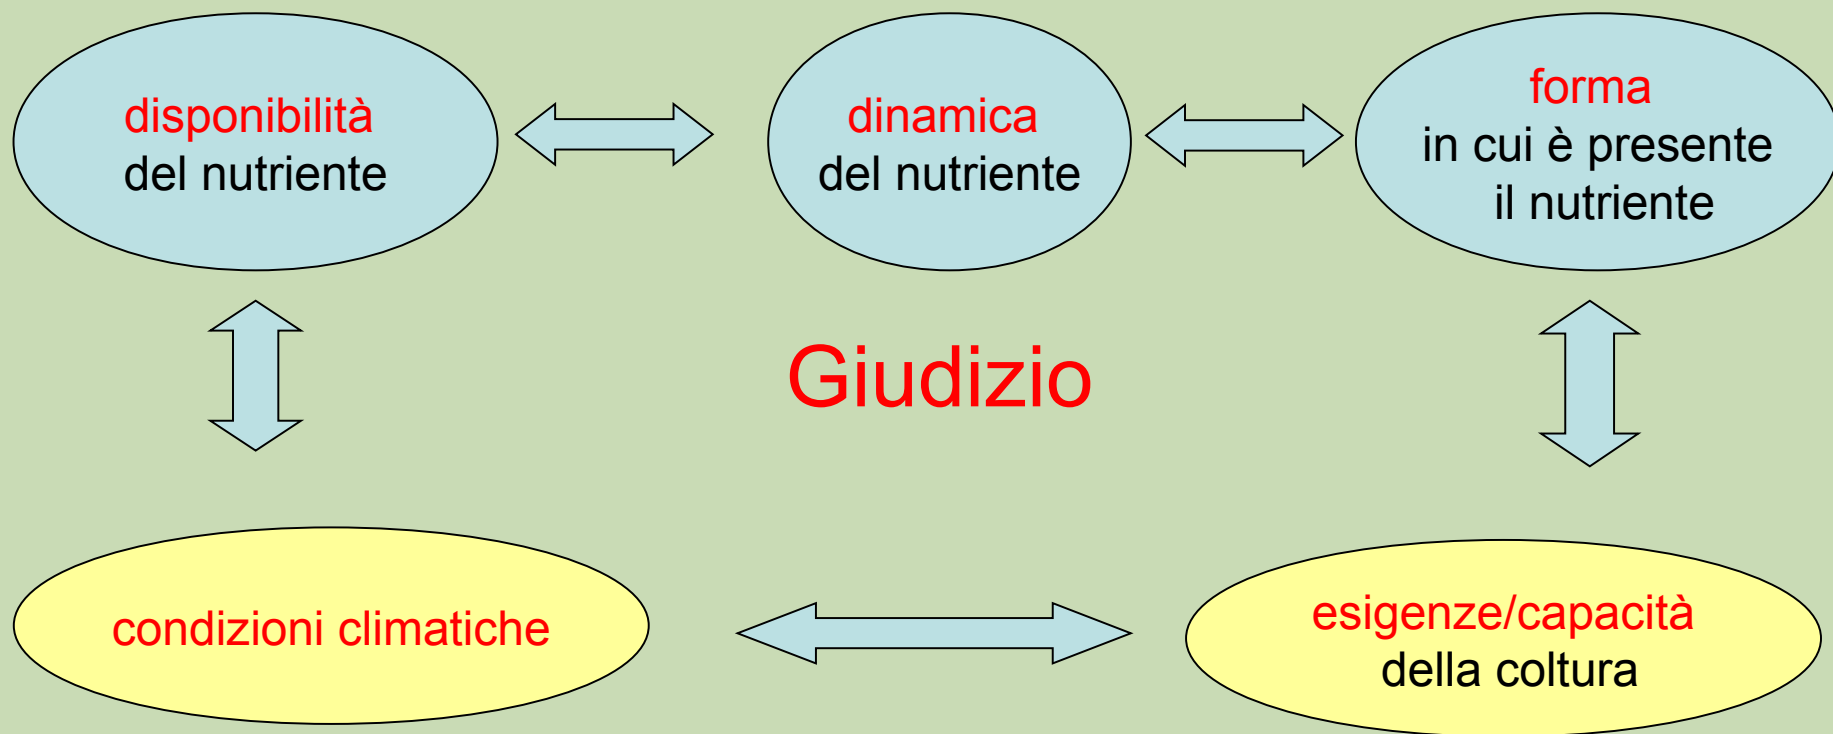 disponibilità
del nutriente
dinamica
del nutriente
forma
in cui è presente
il nutriente
Giudizio
condizioni climatiche
esigenze/capacità
della coltura